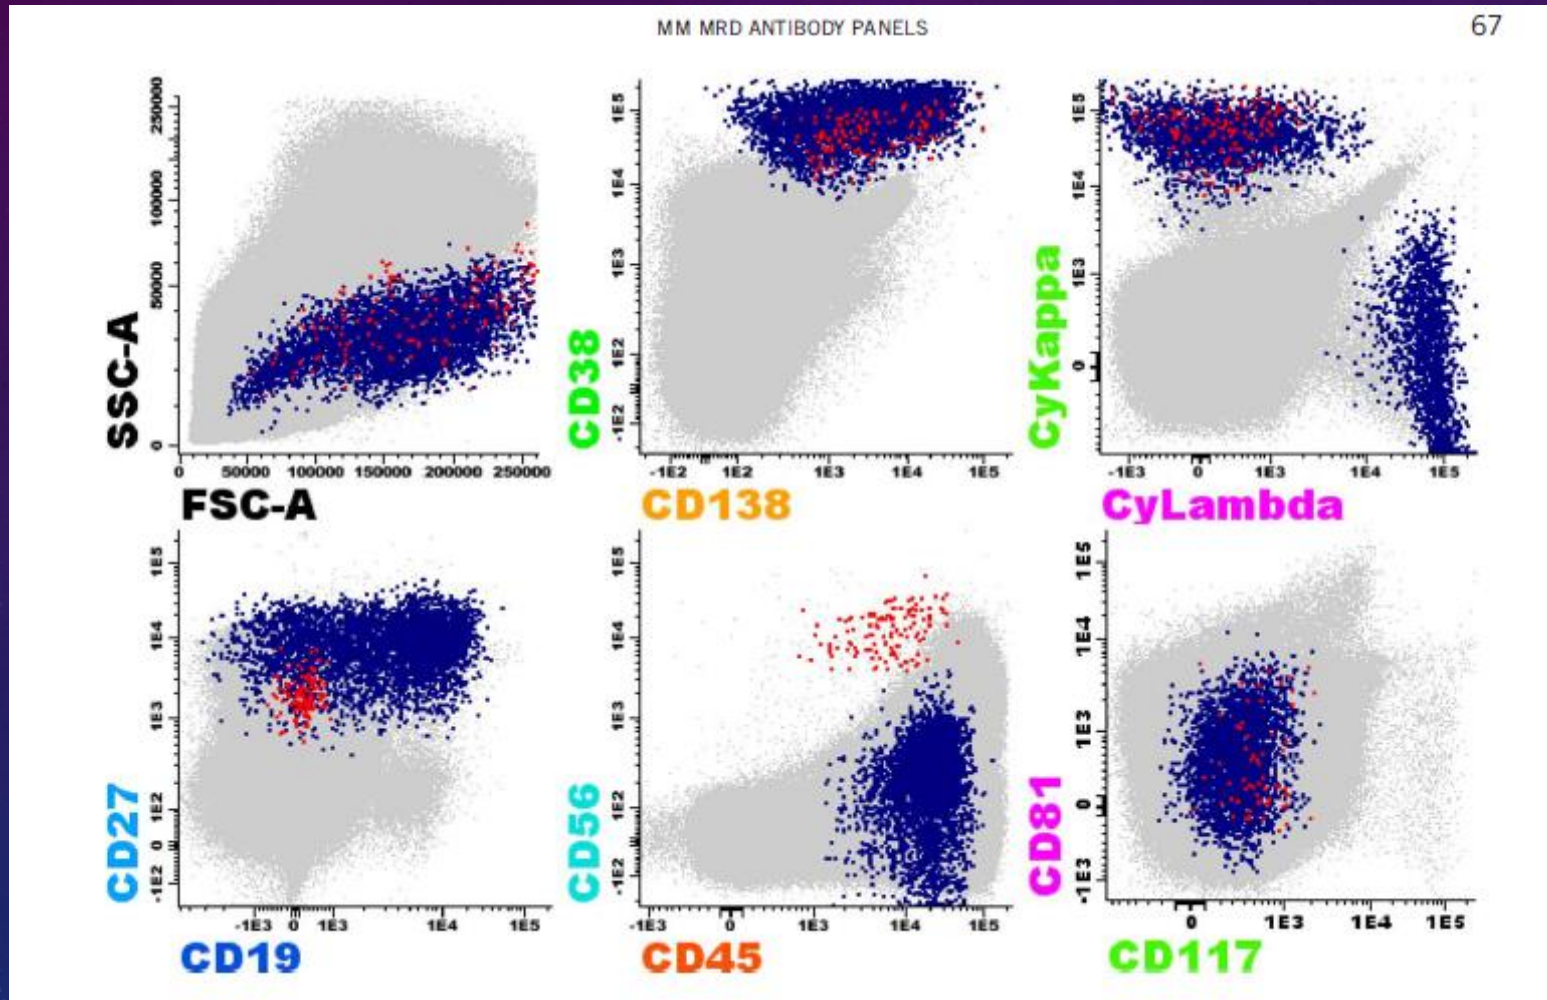 MM MRD ANTIBODY PANELS 67
SSC-A
250000
100000
50000
0
0 50000 100000 150000 200000 250000
FSC-A
CD38
1E5
1E4
1E3
1E2
-1E2
-1E2 1E2 1E3 1E4 1E5
CD138
CyKappa
1E5
1E4
1E3
0
-1E3 0 1E3 1E4 1E5
CyLambda
CD27
1E5
1E4
1E3
1E2
0
-1E2
-1E3 0 1E3 1E4 1E5
CD19
CD56
1E5
1E4
1E3
1E2
-1E2
-1E3 0 1E3 1E4 1E5
CD45
CD81
1E5
1E4
1E3
0
-1E3
0 1E3 1E4 1E5
CD117